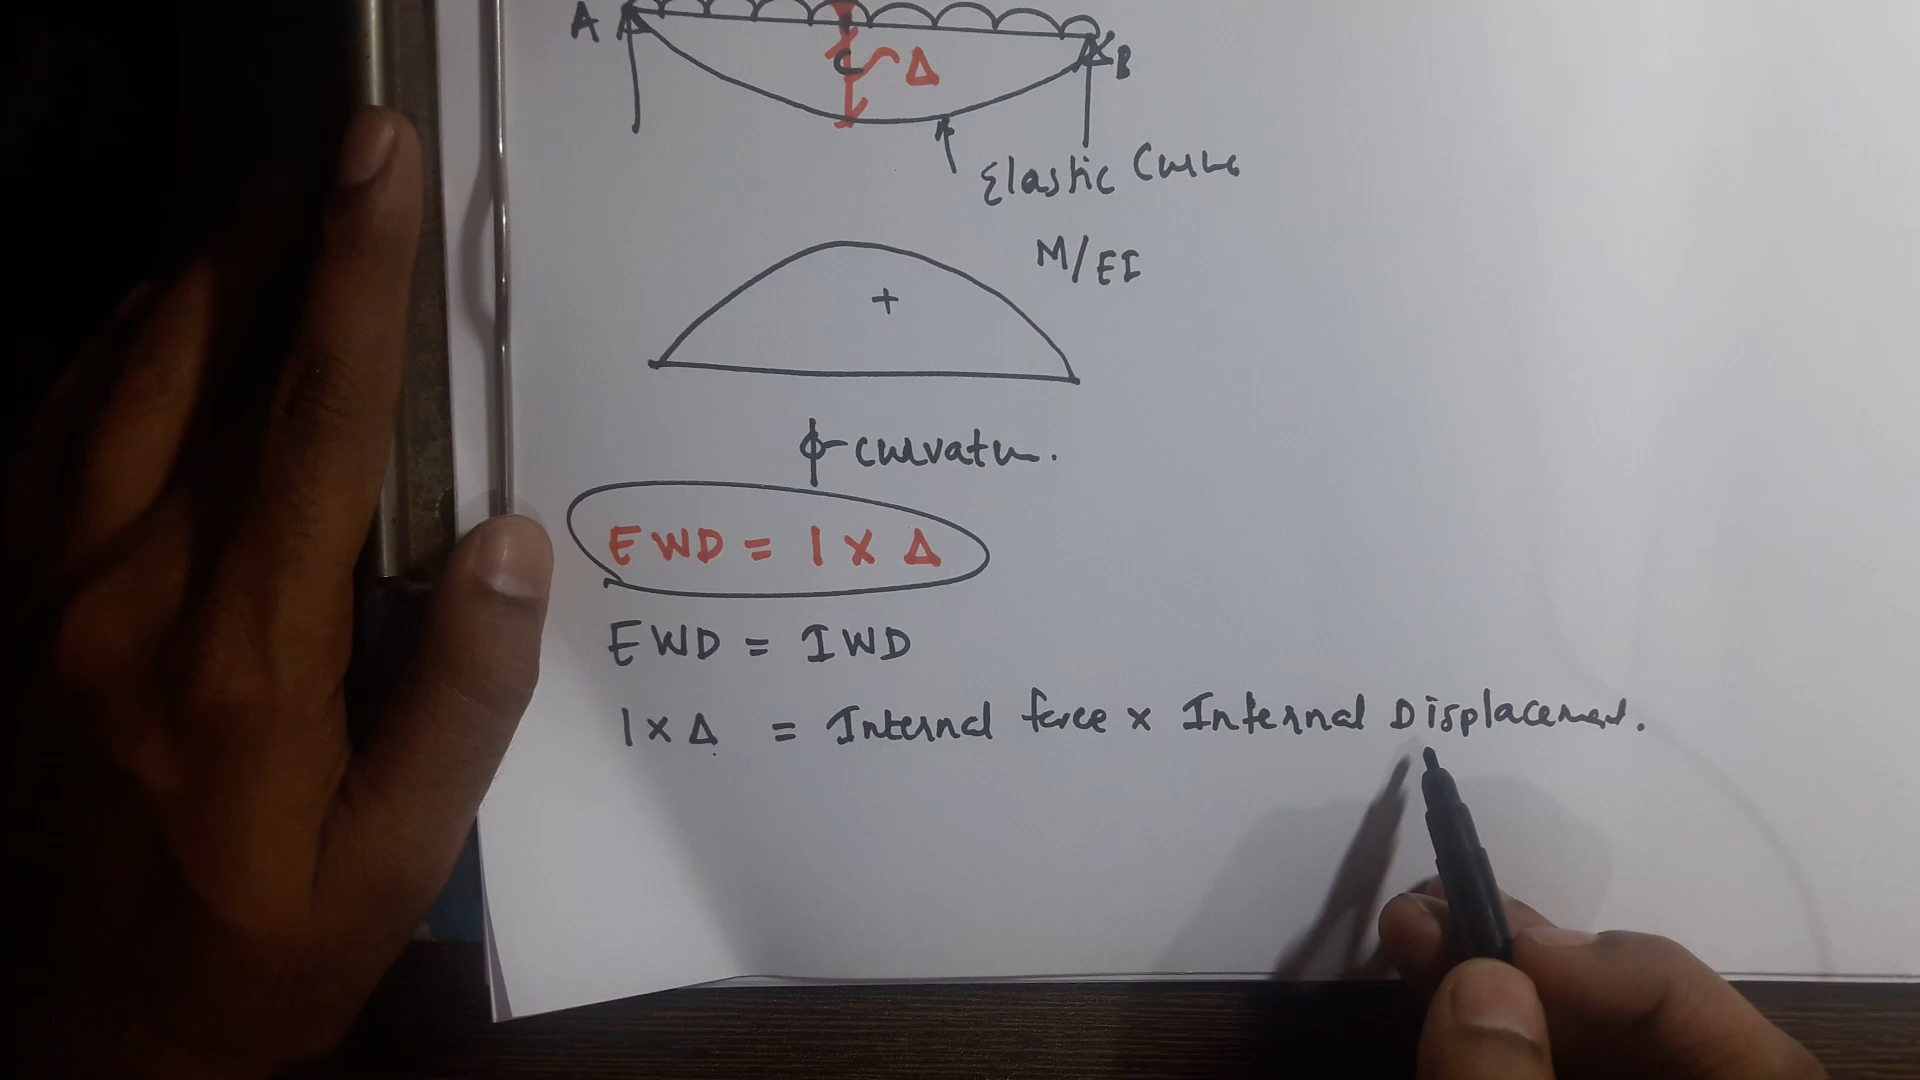 A
C Δ
B
Elastic Curve
M/EI
+
ϕ-curvature.
EWD = 1 × Δ
EWD = IWD
1 × Δ = Internal force × Internal Displacement.